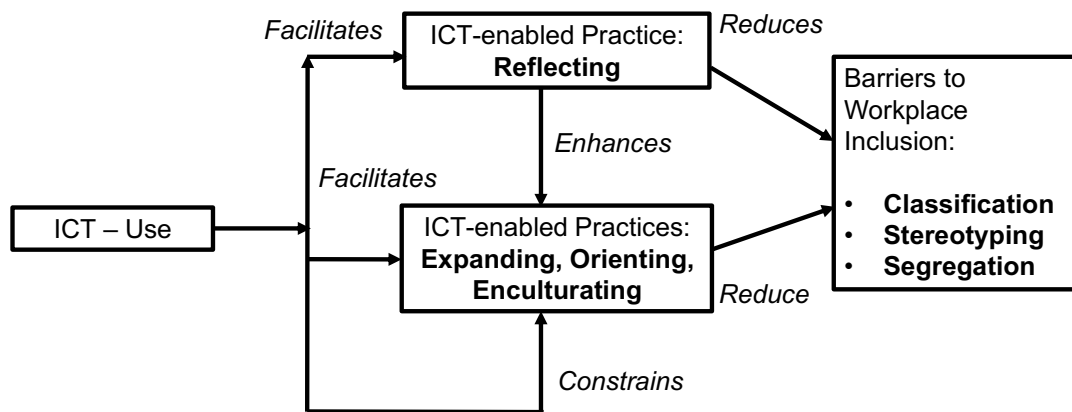 Facilitates
ICT-enabled Practice:
Reflecting
Reduces
Barriers to
Workplace
Inclusion:
Enhances
Facilitates
ICT – Use
ICT-enabled Practices:
Expanding, Orienting,
Enculturating
• Classification
• Stereotyping
• Segregation
Reduce
Constrains